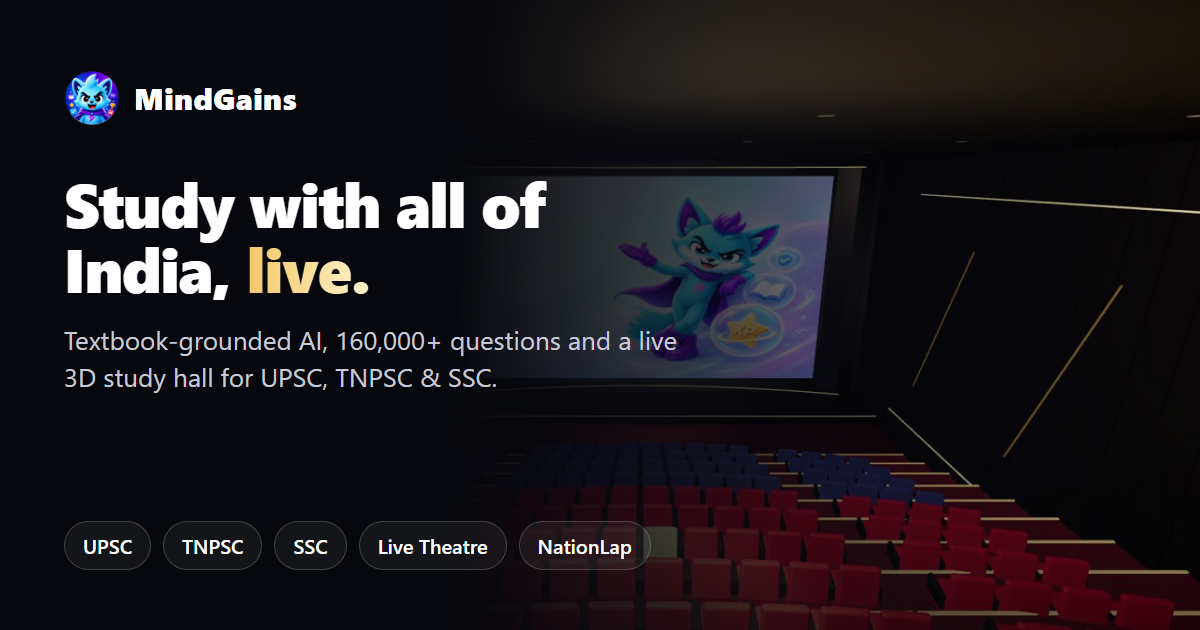 MindGains
Study with all of
India, live.
Textbook-grounded AI, 160,000+ questions and a live
3D study hall for UPSC, TNPSC & SSC.
UPSC
TNPSC
SSC
Live Theatre
NationLap